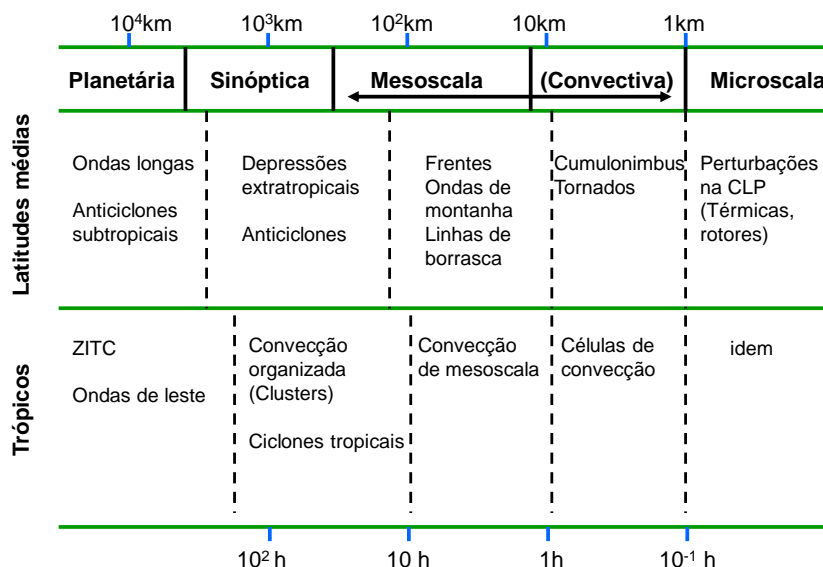 10⁴km 10³km 10²km 10km 1km
Planetária Sinóptica Mesoscala (Convectiva) Microscala
Latitudes médias
Ondas longas
Anticiclones
subtropicais
Depressões
extratropicais
Anticiclones
Frentes
Ondas de
montanha
Linhas de
borrasca
Cumulonimbus
Tornados
Perturbações
na CLP
(Térmicas,
rotores)
Trópicos
ZITC
Ondas de leste
Convecção
organizada
(Clusters)
Ciclones tropicais
Convecção
de mesoscala
Células de
convecção
idem
10² h 10 h 1h 10⁻¹ h